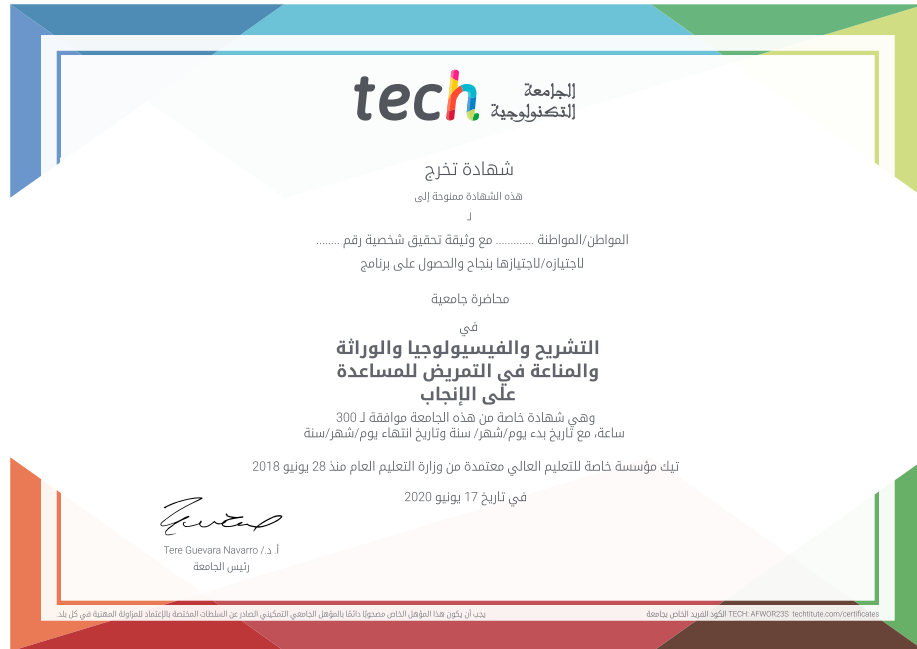 tech الجامعة
التكنولوجية
شهادة تخرج
هذه الشهادة ممنوحة إلى
لـ
المواطن/المواطنة ............ مع وثيقة تحقيق شخصية رقم ........
لاجتيازه/لاجتيازها بنجاح والحصول على برنامج
محاضرة جامعية
في
التشريح والفيسيولوجيا والوراثة
والمناعة في التمريض للمساعدة
على الإنجاب
وهي شهادة خاصة من هذه الجامعة موافقة لـ 300
ساعة، مع تاريخ بدء يوم/شهر/ سنة وتاريخ انتهاء يوم/شهر/سنة
تيك مؤسسة خاصة للتعليم العالي معتمدة من وزارة التعليم العام منذ 28 يونيو 2018
في تاريخ 17 يونيو 2020
أ. د./ Tere Guevara Navarro
رئيس الجامعة
يجب أن يكون هذا المؤهل الخاص مصحوبًا دائمًا بالمؤهل الجامعي التمكيني الصادر عن السلطات المختصة بالإعتماد للمزاولة المهنية في كل بلد.
الكود الفريد الخاص بجامعة TECH: AFWOR23S techtitute.com/certificates